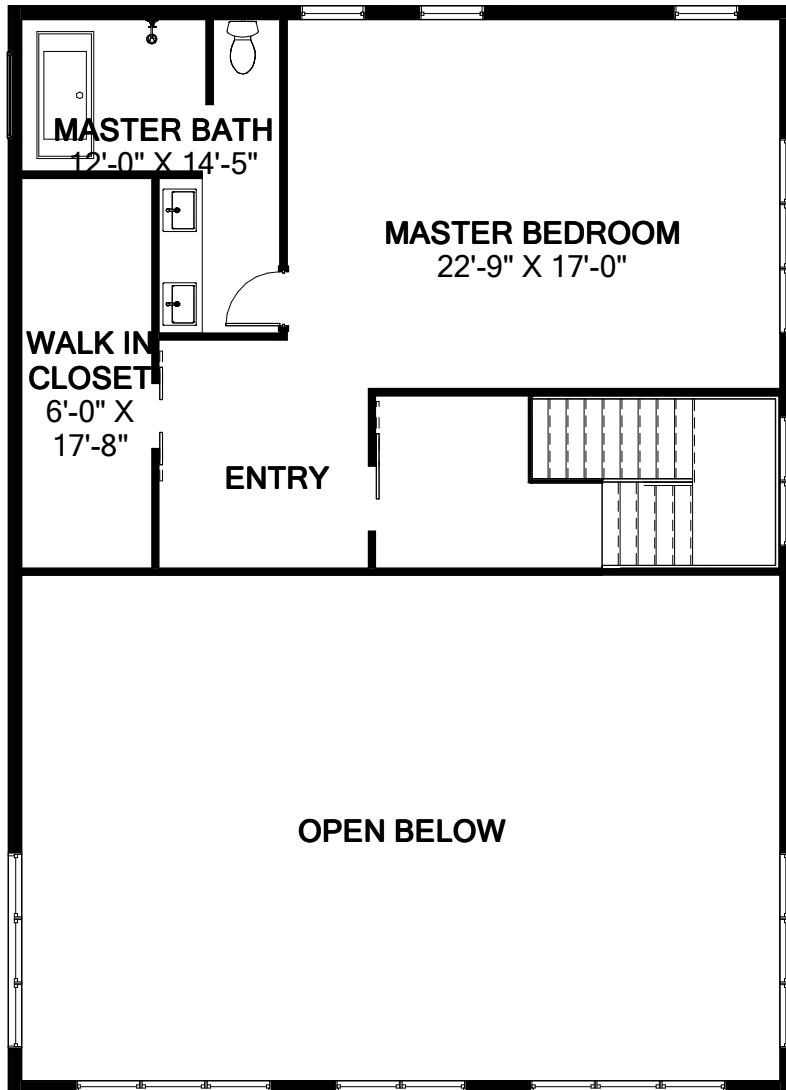 MASTER BATH
12'-0" X 14'-5"
MASTER BEDROOM
22'-9" X 17'-0"
WALK IN
CLOSET
6'-0" X
17'-8"
ENTRY
OPEN BELOW